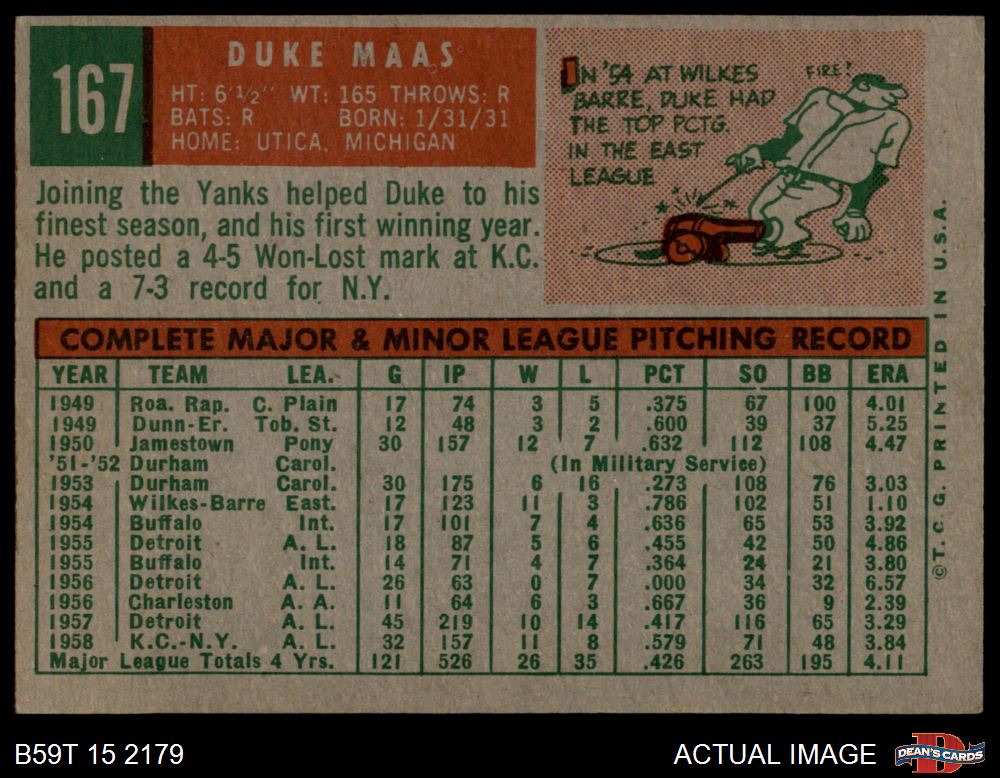 167
DUKE MAAS
HT: 6'½" WT: 165 THROWS: R
BATS: R BORN: 1/31/31
HOME: UTICA, MICHIGAN
IN '54 AT WILKES
BARRE, DUKE HAD
THE TOP PCTG.
IN THE EAST
LEAGUE
FIRE!
Joining the Yanks helped Duke to his
finest season, and his first winning year.
He posted a 4-5 Won-Lost mark at K.C.
and a 7-3 record for N.Y.
COMPLETE MAJOR & MINOR LEAGUE PITCHING RECORD
YEAR TEAM LEA. G IP W L PCT SO BB ERA
1949 Roa. Rap. C. Plain 17 74 3 5 .375 67 100 4.01
1949 Dunn-Er. Tob. St. 12 48 3 2 .600 39 37 5.25
1950 Jamestown Pony 30 157 12 7 .632 112 108 4.47
'51-'52 Durham Carol. (In Military Service)
1953 Durham Carol. 30 175 6 16 .273 108 76 3.03
1954 Wilkes-Barre East. 17 123 11 3 .786 102 51 1.10
1954 Buffalo Int. 17 101 7 4 .636 65 53 3.92
1955 Detroit A. L. 18 87 5 6 .455 42 50 4.86
1955 Buffalo Int. 14 71 4 7 .364 24 21 3.80
1956 Detroit A. L. 26 63 0 7 .000 34 32 6.57
1956 Charleston A. A. 11 64 6 3 .667 36 9 2.39
1957 Detroit A. L. 45 219 10 14 .417 116 65 3.29
1958 K.C.-N.Y. A. L. 32 157 11 8 .579 71 48 3.84
Major League Totals 4 Yrs. 121 526 26 35 .426 263 195 4.11
©T. C. G. PRINTED IN U.S.A.
B59T 15 2179
ACTUAL IMAGE
D
DEAN'S CARDS